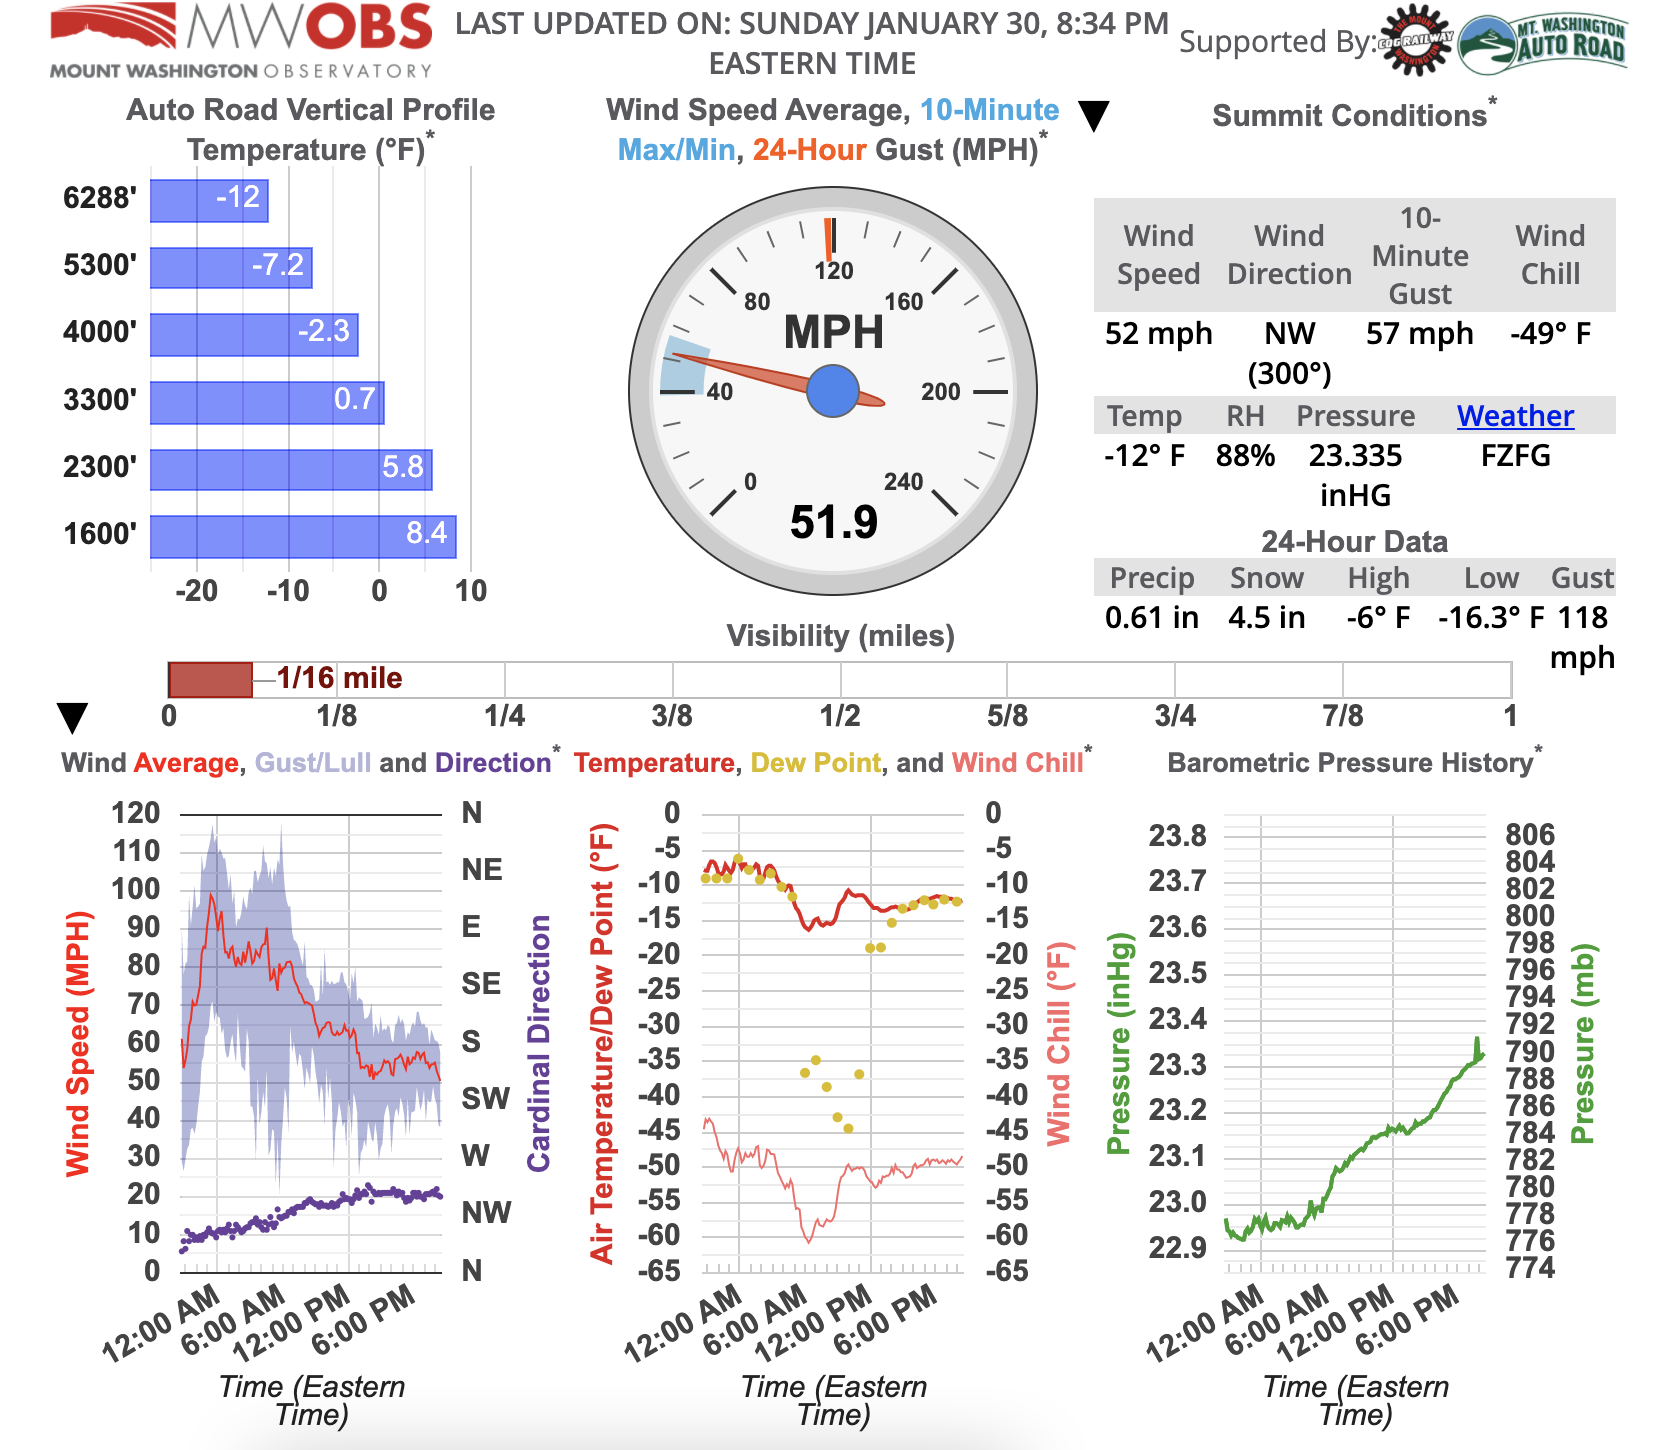 MWOBS
MOUNT WASHINGTON OBSERVATORY
LAST UPDATED ON: SUNDAY JANUARY 30, 8:34 PM
EASTERN TIME
Supported By:
THE MOUNT
COG RAILWAY
WASHINGTON
MT. WASHINGTON
AUTO ROAD
Auto Road Vertical Profile
Temperature (°F)*
6288' -12
5300' -7.2
4000' -2.3
3300' 0.7
2300' 5.8
1600' 8.4
-20 -10 0 10
Wind Speed Average, 10-Minute
Max/Min, 24-Hour Gust (MPH)*
120
80 160
MPH
40 200
0 240
51.9
Summit Conditions*
Wind Speed Wind Direction 10-Minute Gust Wind Chill
52 mph NW (300°) 57 mph -49° F
Temp RH Pressure Weather
-12° F 88% 23.335 inHG FZFG
24-Hour Data
Precip Snow High Low Gust
0.61 in 4.5 in -6° F -16.3° F 118 mph
Visibility (miles)
1/16 mile
0 1/8 1/4 3/8 1/2 5/8 3/4 7/8 1
Wind Average, Gust/Lull and Direction*
Wind Speed (MPH)
120
110
100
90
80
70
60
50
40
30
20
10
0
N
NE
E
SE
S
SW
W
NW
N
Cardinal Direction
12:00 AM
6:00 AM
12:00 PM
6:00 PM
Time (Eastern
Time)
Temperature, Dew Point, and Wind Chill*
Air Temperature/Dew Point (°F)
0
-5
-10
-15
-20
-25
-30
-35
-40
-45
-50
-55
-60
-65
0
-5
-10
-15
-20
-25
-30
-35
-40
-45
-50
-55
-60
-65
Wind Chill (°F)
12:00 AM
6:00 AM
12:00 PM
6:00 PM
Time (Eastern
Time)
Barometric Pressure History*
Pressure (inHg)
23.8
23.7
23.6
23.5
23.4
23.3
23.2
23.1
23.0
22.9
806
804
802
800
798
796
794
792
790
788
786
784
782
780
778
776
774
Pressure (mb)
12:00 AM
6:00 AM
12:00 PM
6:00 PM
Time (Eastern
Time)